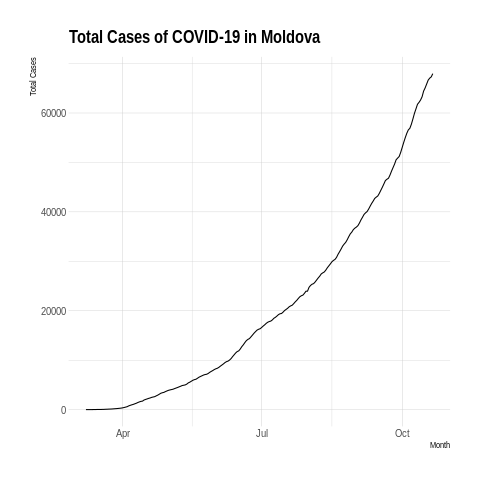 Total Cases of COVID-19 in Moldova
Total Cases
60000
40000
20000
0
Apr
Jul
Oct
Month